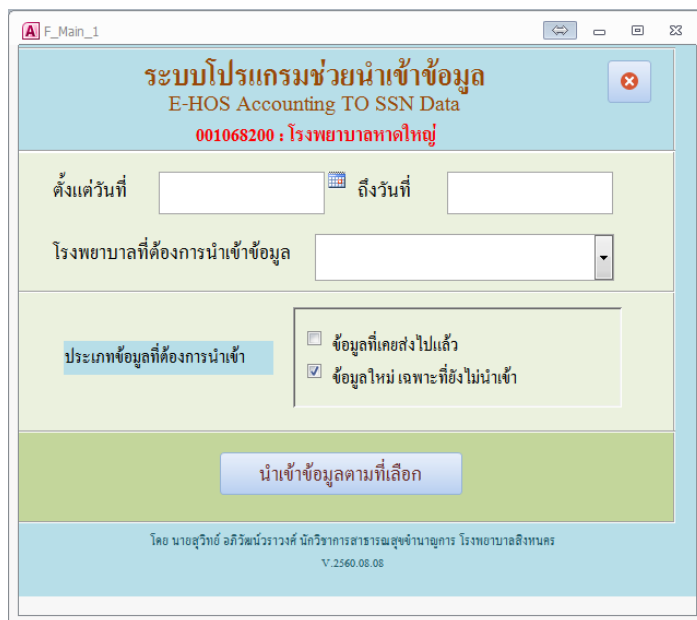 F_Main_1
ระบบโปรแกรมช่วยนำเข้าข้อมูล
E-HOS Accounting TO SSN Data
001068200 : โรงพยาบาลหาดใหญ่
ตั้งแต่วันที่ ถึงวันที่
โรงพยาบาลที่ต้องการนำเข้าข้อมูล
ประเภทข้อมูลที่ต้องการนำเข้า
ข้อมูลที่เคยส่งไปแล้ว
ข้อมูลใหม่ เฉพาะที่ยังไม่นำเข้า
นำเข้าข้อมูลตามที่เลือก
โดย นายสุวิทย์ อภิวัฒน์วราวงศ์ นักวิชาการสาธารณสุขชำนาญการ โรงพยาบาลสิงหนคร
V.2560.08.08